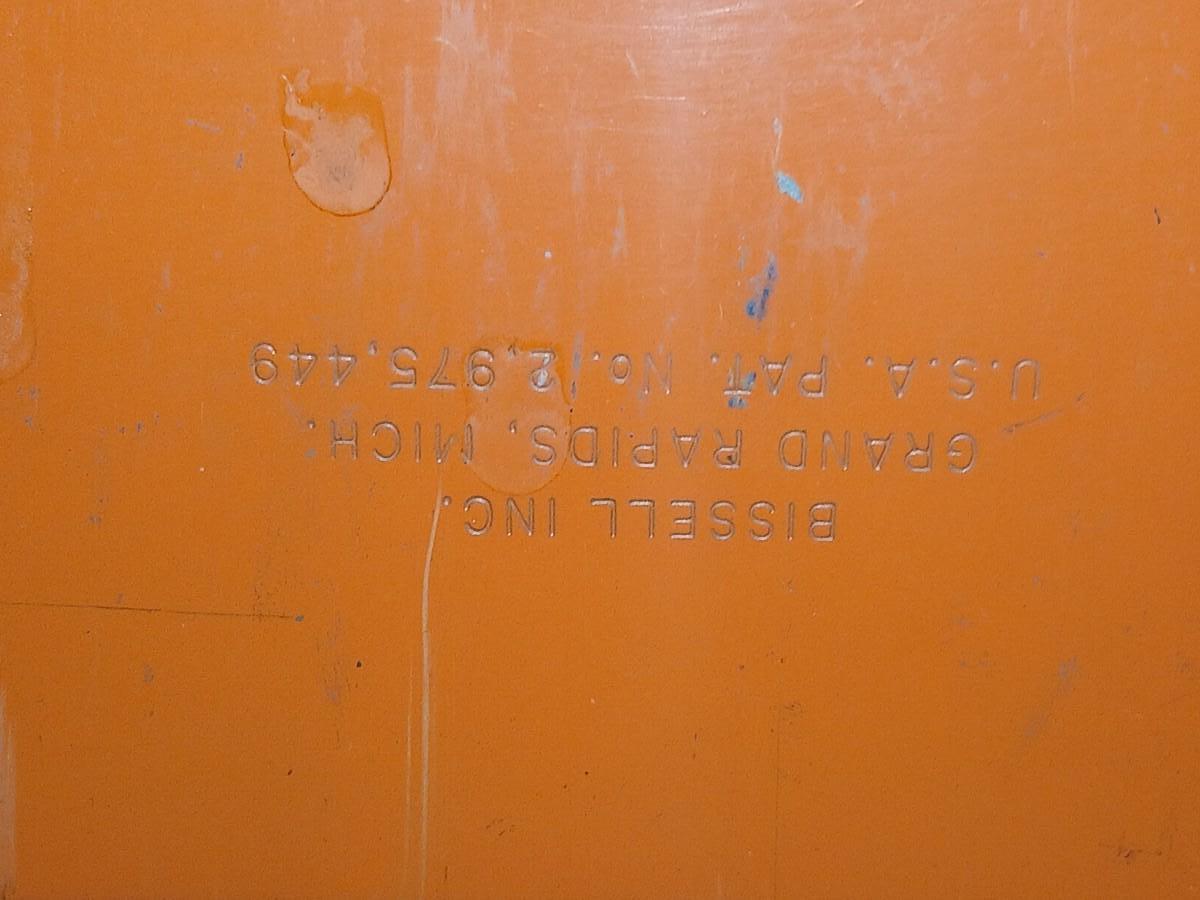 BISSELL INC.
GRAND RAPIDS, MICH.
U.S.A. PAT. No. 2,975,449